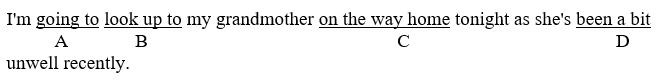 I'm going to look up to my grandmother on the way home tonight as she's been a bit
A B C D
unwell recently.